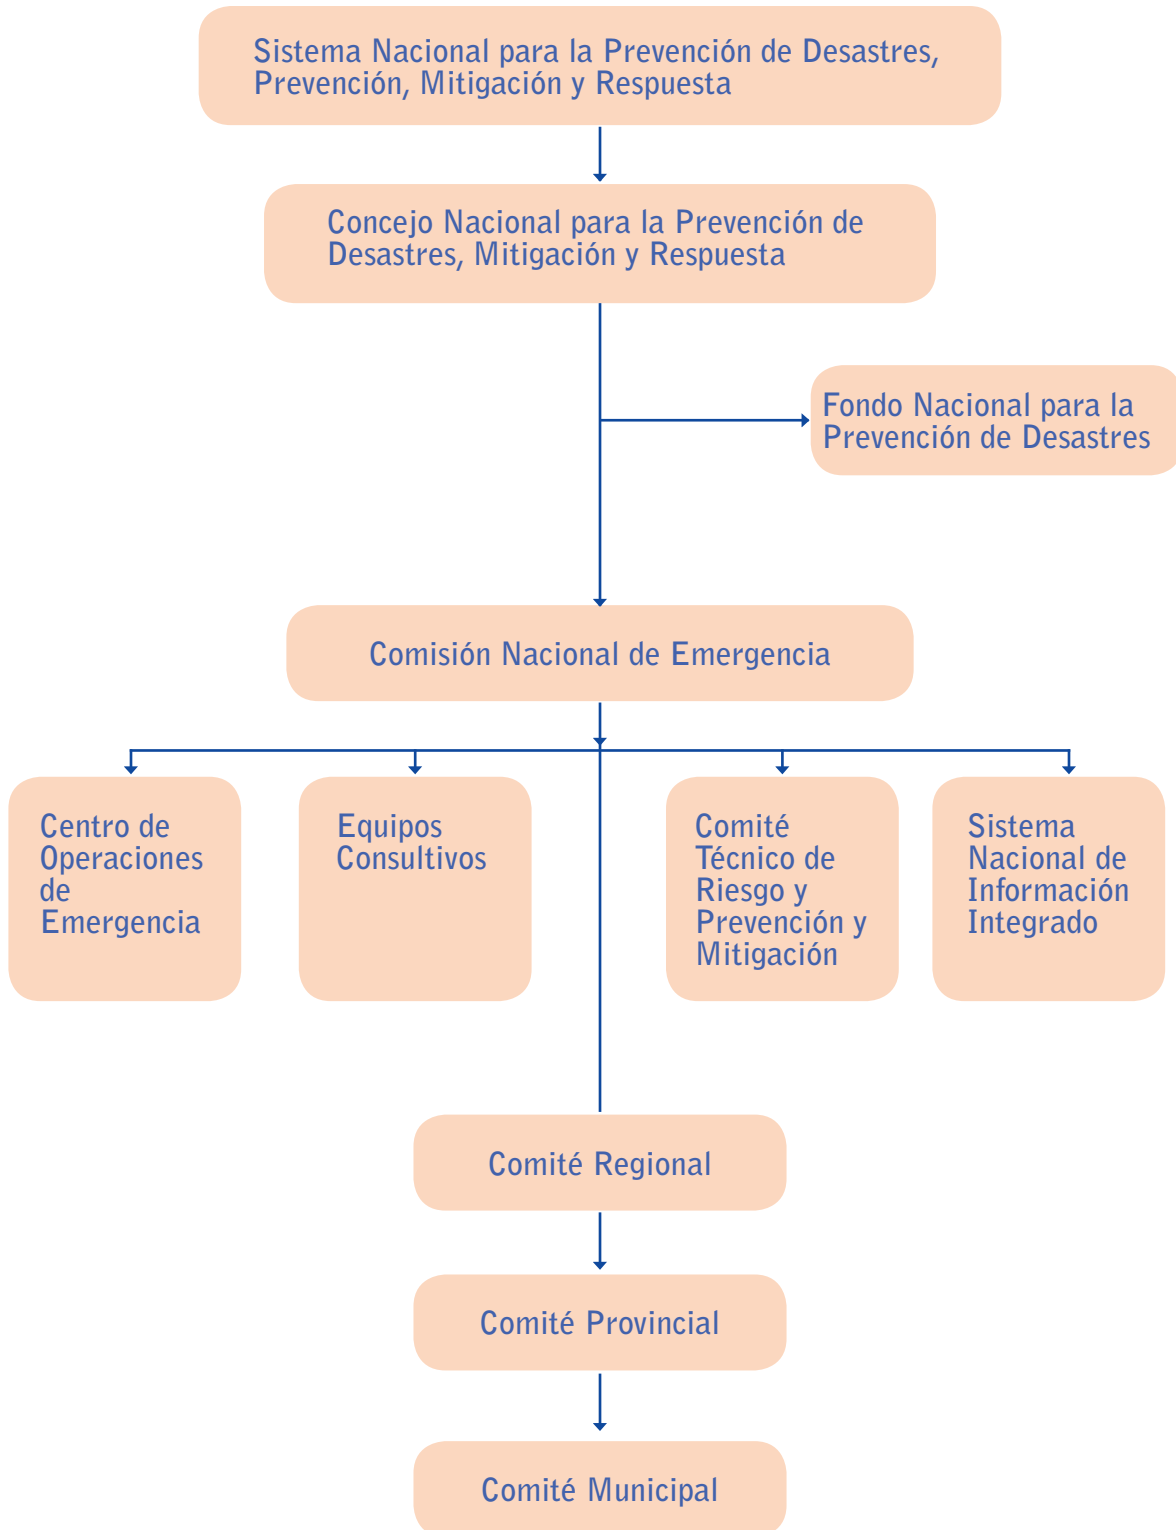 Sistema Nacional para la Prevención de Desastres,
Prevención, Mitigación y Respuesta
Concejo Nacional para la Prevención de
Desastres, Mitigación y Respuesta
Fondo Nacional para la
Prevención de Desastres
Comisión Nacional de Emergencia
Centro de
Operaciones
de
Emergencia
Equipos
Consultivos
Comité
Técnico de
Riesgo y
Prevención y
Mitigación
Sistema
Nacional de
Información
Integrado
Comité Regional
Comité Provincial
Comité Municipal